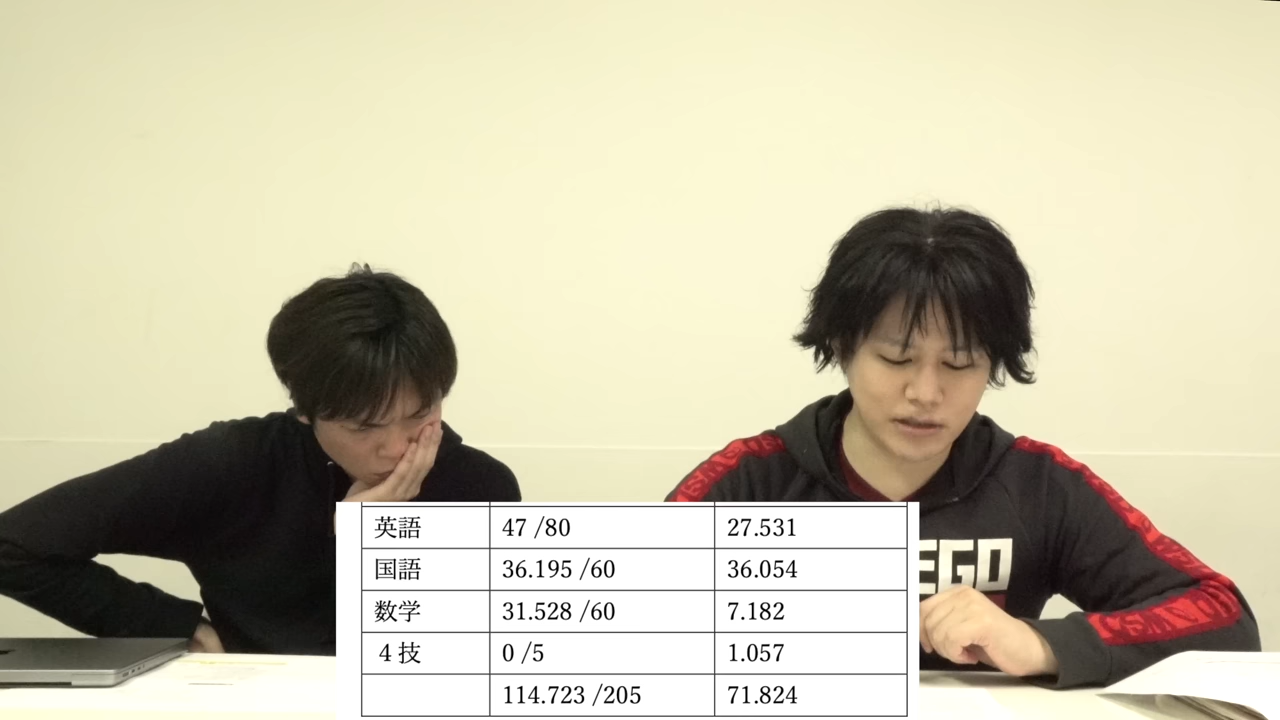 英語 47 /80 27.531
国語 36.195 /60 36.054
数学 31.528 /60 7.182
４技 0 /5 1.057
114.723 /205 71.824
EGO